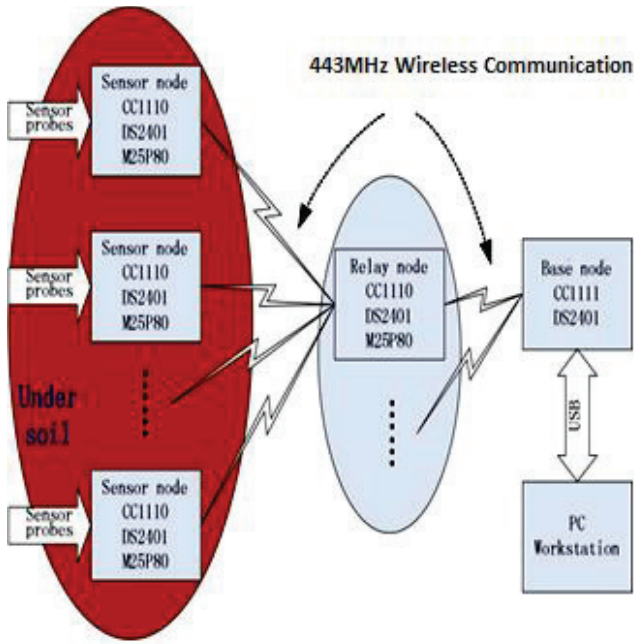 443MHz Wireless Communication
Sensor
probes
Sensor node
CC1110
DS2401
M25P80
Sensor
probes
Sensor node
CC1110
DS2401
M25P80
Under
soil
Sensor
probes
Sensor node
CC1110
DS2401
M25P80
Relay node
CC1110
DS2401
M25P80
Base node
CC1111
DS2401
USB
PC
Workstation